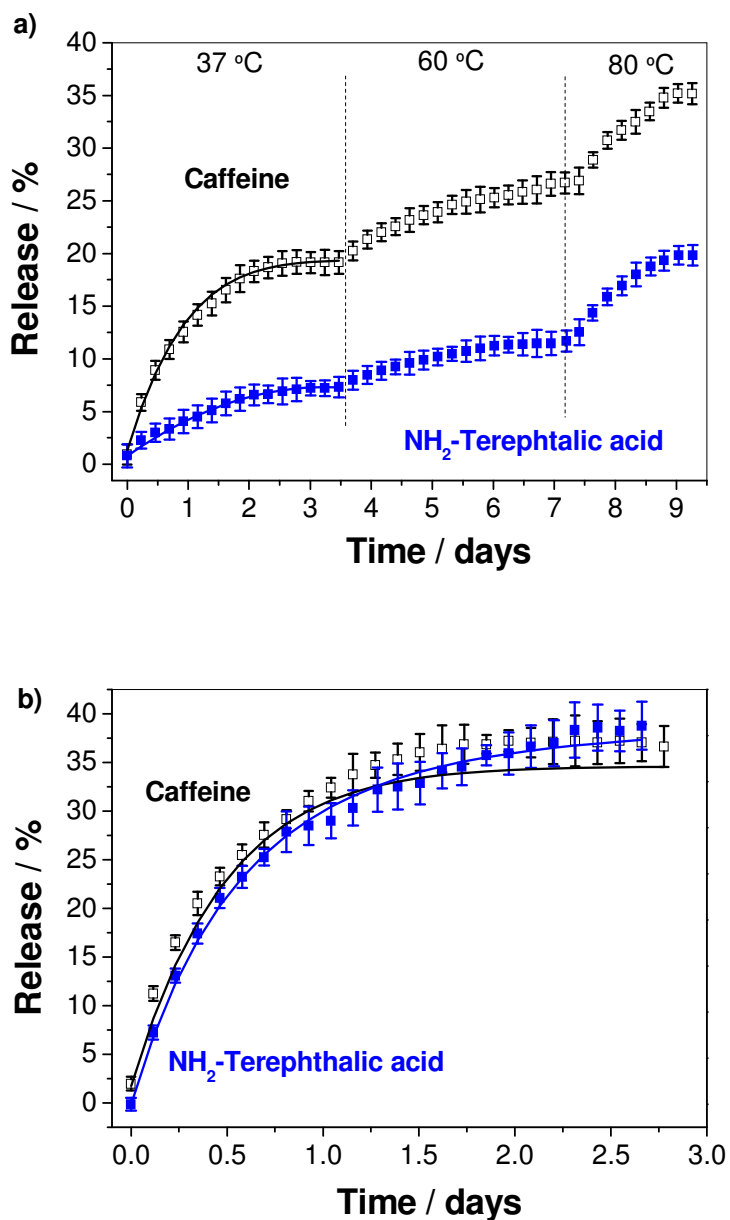 a)
37 °C 60 °C 80 °C
Caffeine
NH₂-Terephtalic acid
Release / %
40
35
30
25
20
15
10
5
0
0 1 2 3 4 5 6 7 8 9
Time / days
b)
Caffeine
NH₂-Terephthalic acid
Release / %
40
35
30
25
20
15
10
5
0
0.0 0.5 1.0 1.5 2.0 2.5 3.0
Time / days